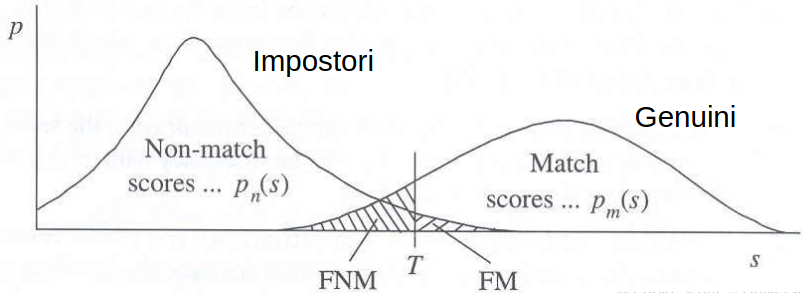 p
Impostori
Genuini
Non-match
scores ... pn(s)
Match
scores ... pm(s)
FNM
T
FM
s